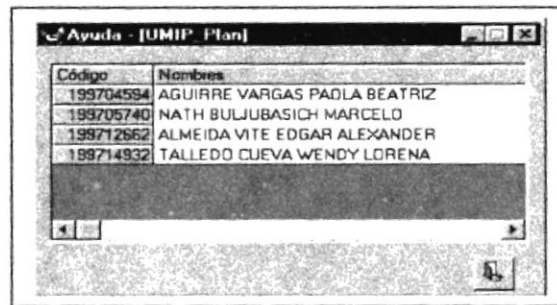 Ayuda - [UMIP_Plan]
Código Nombres
199704594 AGUIRRE VARGAS PAOLA BEATRIZ
199705740 NATH BULJUBASICH MARCELO
199712662 ALMEIDA VITE EDGAR ALEXANDER
199714932 TALLEDO CUEVA WENDY LORENA